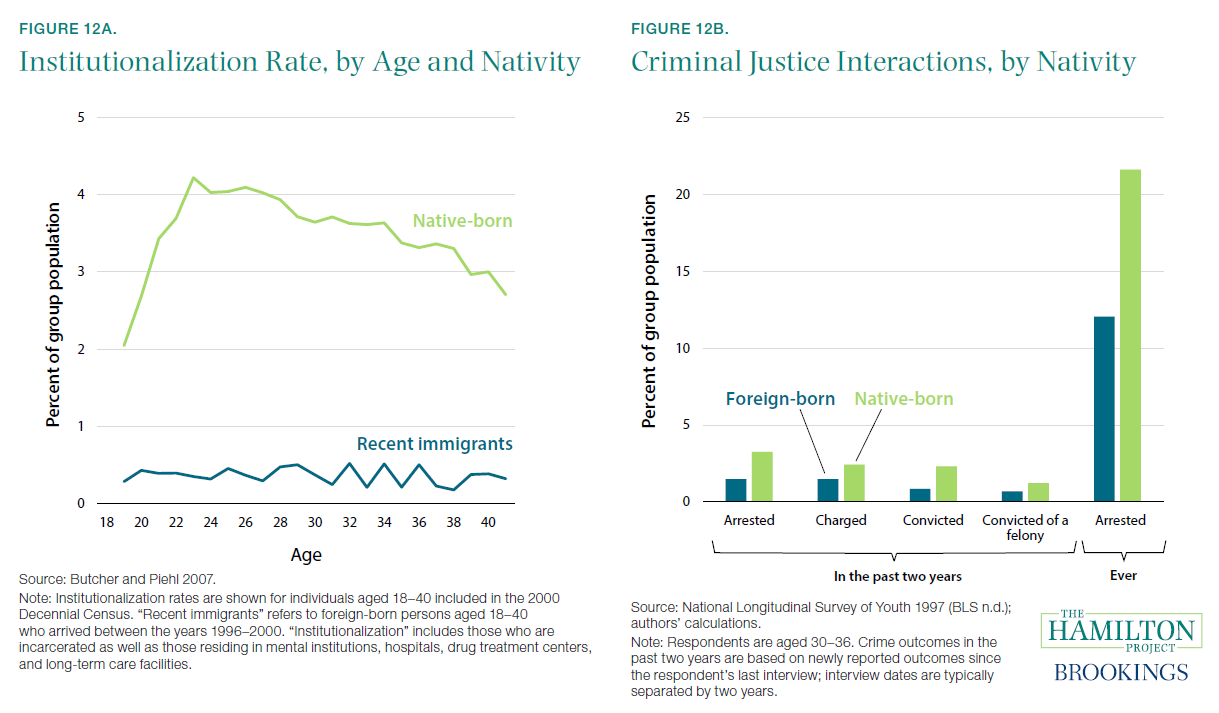 FIGURE 12A.
Institutionalization Rate, by Age and Nativity
Percent of group population
5
4
3
2
1
0
Native-born
Recent immigrants
18 20 22 24 26 28 30 32 34 36 38 40
Age
Source: Butcher and Piehl 2007.
Note: Institutionalization rates are shown for individuals aged 18–40 included in the 2000
Decennial Census. “Recent immigrants” refers to foreign-born persons aged 18–40
who arrived between the years 1996–2000. “Institutionalization” includes those who are
incarcerated as well as those residing in mental institutions, hospitals, drug treatment centers,
and long-term care facilities.
FIGURE 12B.
Criminal Justice Interactions, by Nativity
Percent of group population
25
20
15
10
5
0
Foreign-born Native-born
Arrested Charged Convicted Convicted of a Arrested
felony
In the past two years Ever
Source: National Longitudinal Survey of Youth 1997 (BLS n.d.);
authors’ calculations.
Note: Respondents are aged 30–36. Crime outcomes in the
past two years are based on newly reported outcomes since
the respondent’s last interview; interview dates are typically
separated by two years.
THE
HAMILTON
PROJECT
BROOKINGS